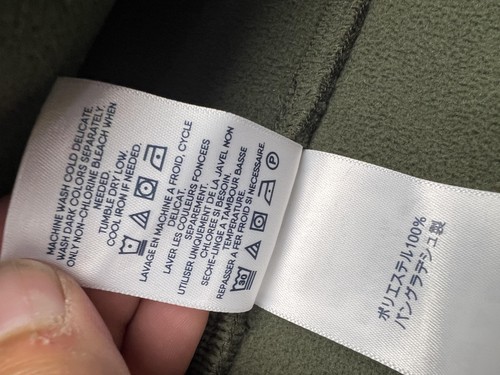 MACHINE WASH COLD DELICATE.
WASH DARK COLORS SEPARATELY.
ONLY NON-CHLORINE BLEACH WHEN
NEEDED.
TUMBLE DRY LOW.
COOL IRON IF NEEDED.
LAVAGE EN MACHINE A FROID, CYCLE
DELICAT.
LAVER LES COULEURS FONCEES
SEPAREMENT.
UTILISER UNIQUEMENT DE LA JAVEL NON
CHLOREE SI BESOIN.
SECHE-LINGE A TAMBOUR BASSE
TEMPERATURE.
REPASSER A FER FROID SI NECESSAIRE.
30
P
ポリエステル100%
バングラデシュ製